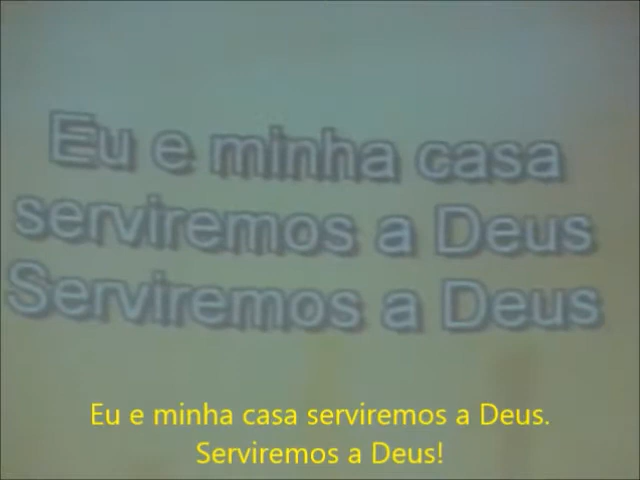 Eu e minha casa
serviremos a Deus
Serviremos a Deus
Eu e minha casa serviremos a Deus.
Serviremos a Deus!